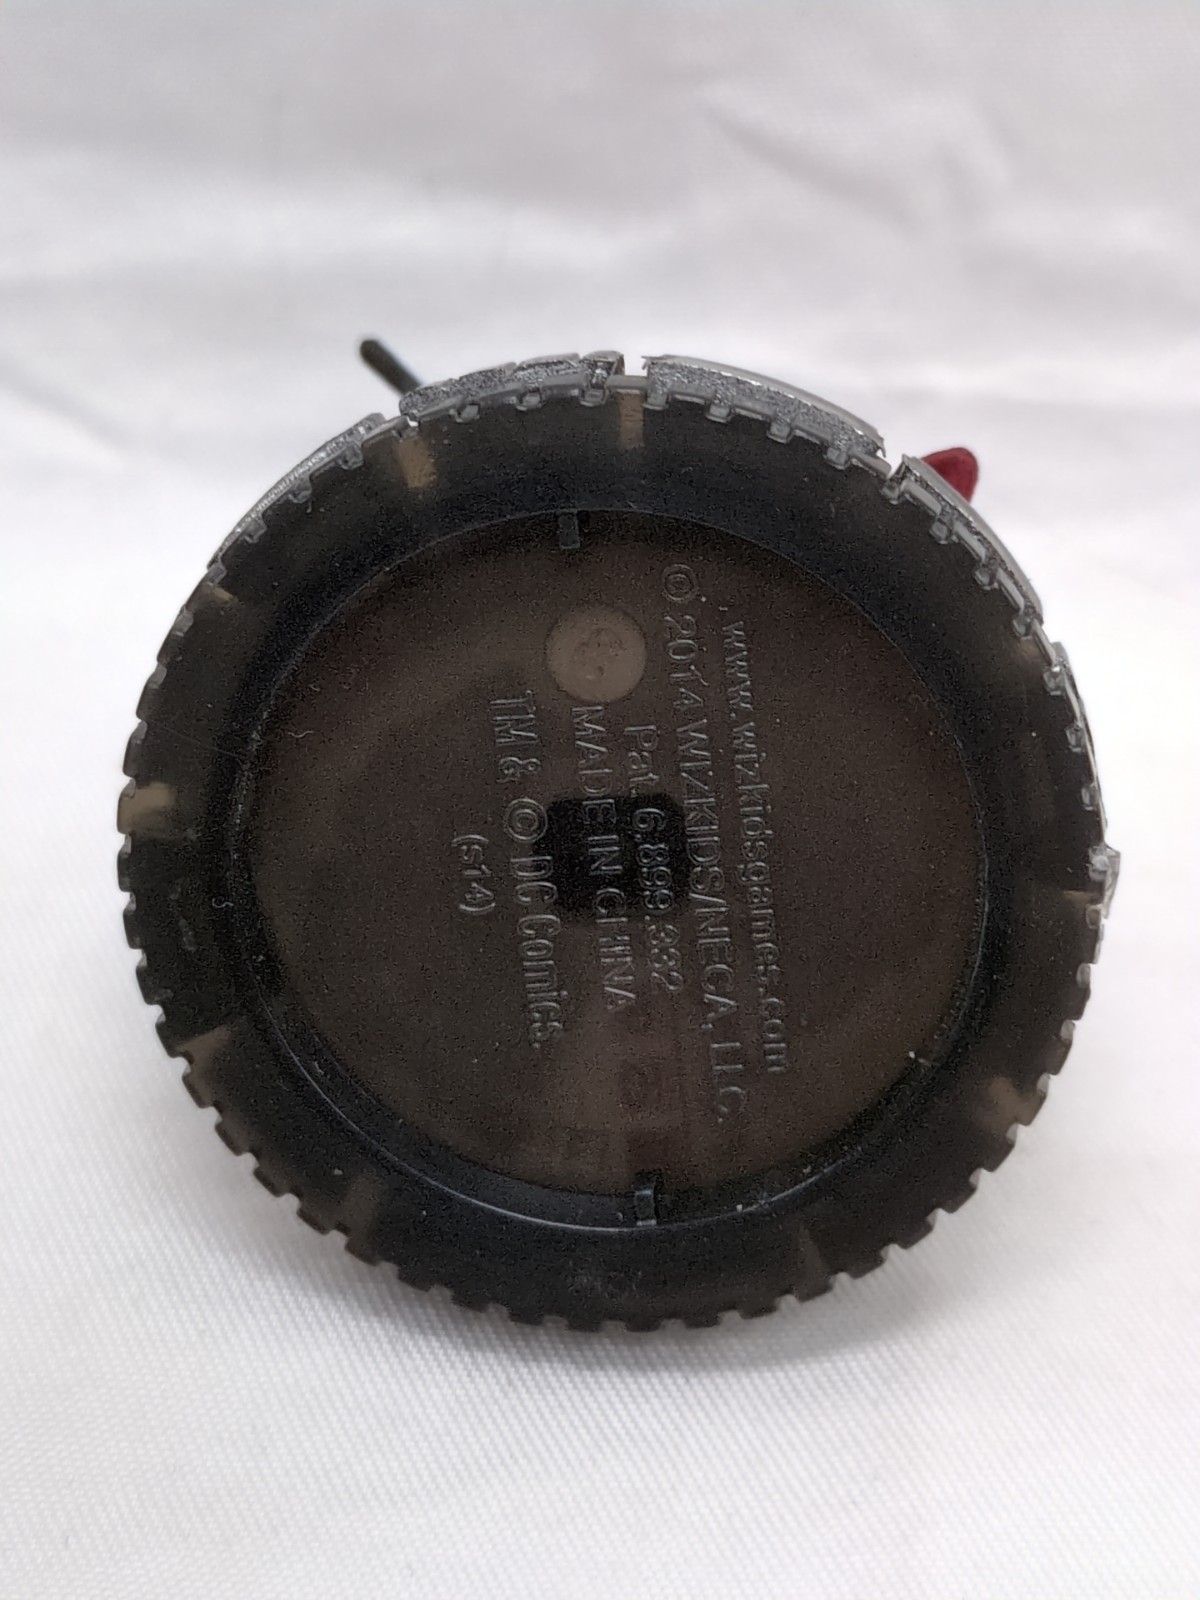 www.wizkidsgames.com
© 2014 WIZKIDS/NECA, LLC.
Pat. 6.899.332
MADE IN CHINA
TM & © DC Comics.
(s14)